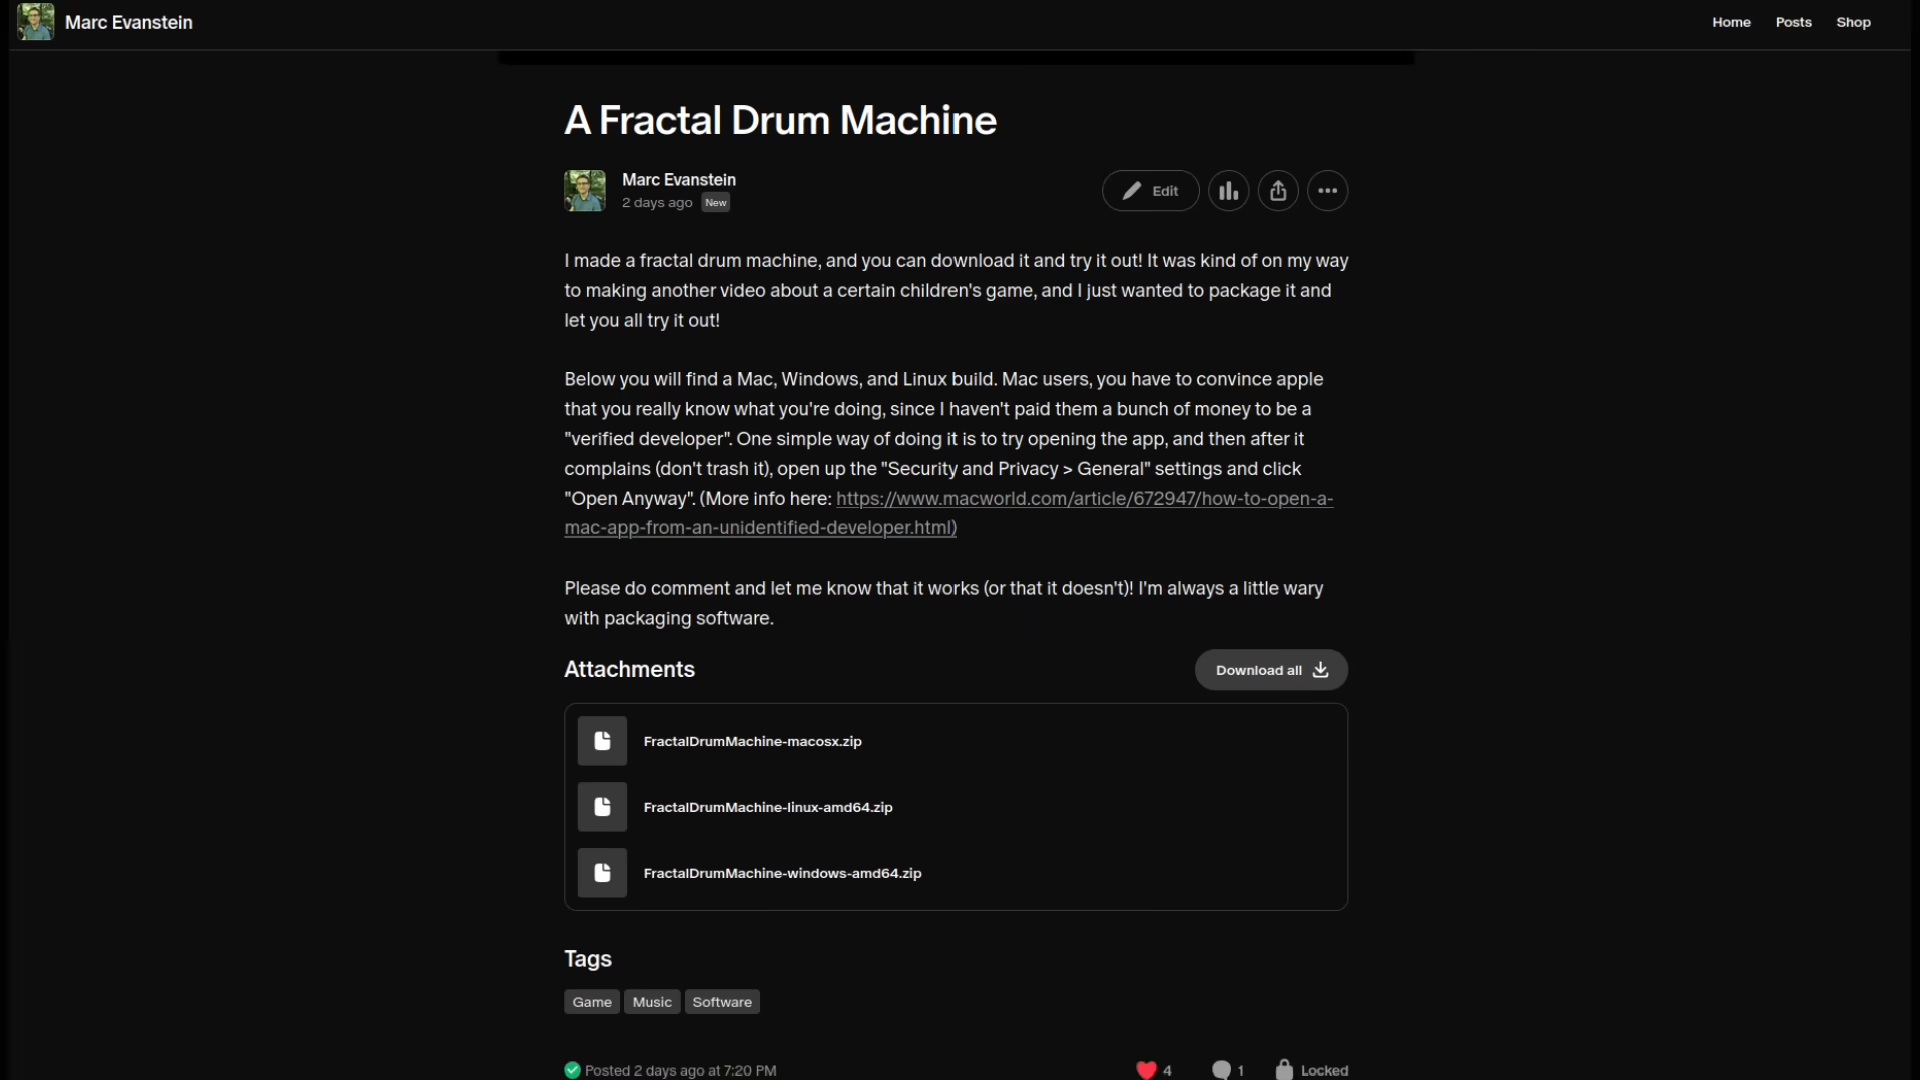 Marc Evanstein
Home
Posts
Shop
A Fractal Drum Machine
Marc Evanstein
2 days ago
New
Edit
I made a fractal drum machine, and you can download it and try it out! It was kind of on my way
to making another video about a certain children's game, and I just wanted to package it and
let you all try it out!
Below you will find a Mac, Windows, and Linux build. Mac users, you have to convince apple
that you really know what you're doing, since I haven't paid them a bunch of money to be a
"verified developer". One simple way of doing it is to try opening the app, and then after it
complains (don't trash it), open up the "Security and Privacy > General" settings and click
"Open Anyway". (More info here: https://www.macworld.com/article/672947/how-to-open-a-
mac-app-from-an-unidentified-developer.html)
Please do comment and let me know that it works (or that it doesn't)! I'm always a little wary
with packaging software.
Attachments
Download all
FractalDrumMachine-macosx.zip
FractalDrumMachine-linux-amd64.zip
FractalDrumMachine-windows-amd64.zip
Tags
Game
Music
Software
Posted 2 days ago at 7:20 PM
4
1
Locked